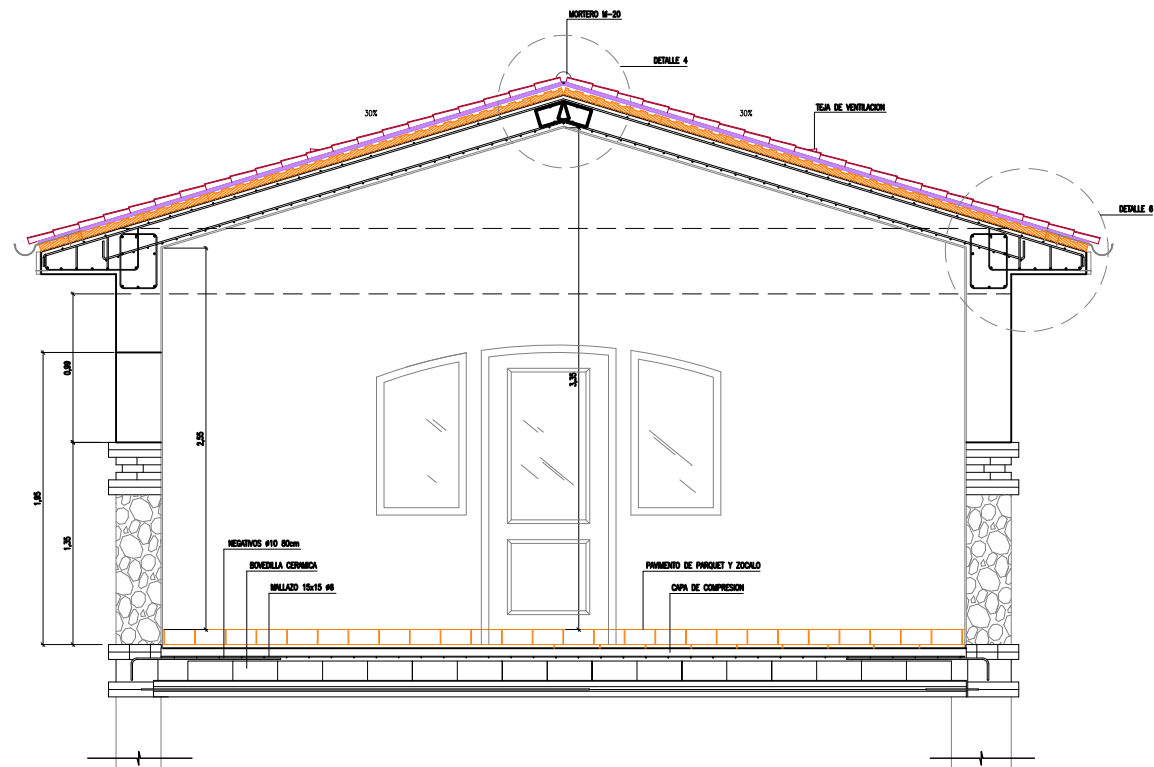 MORTERO M-20
DETALLE 4
30%
30%
TEJA DE VENTILACION
DETALLE 6
0,99
3,35
2,55
1,95
1,35
NEGATIVOS ø10 80cm
BOVEDILLA CERAMICA
PAVIMENTO DE PARQUET Y ZOCALO
MALLAZO 15x15 ø6
CAPA DE COMPRESION